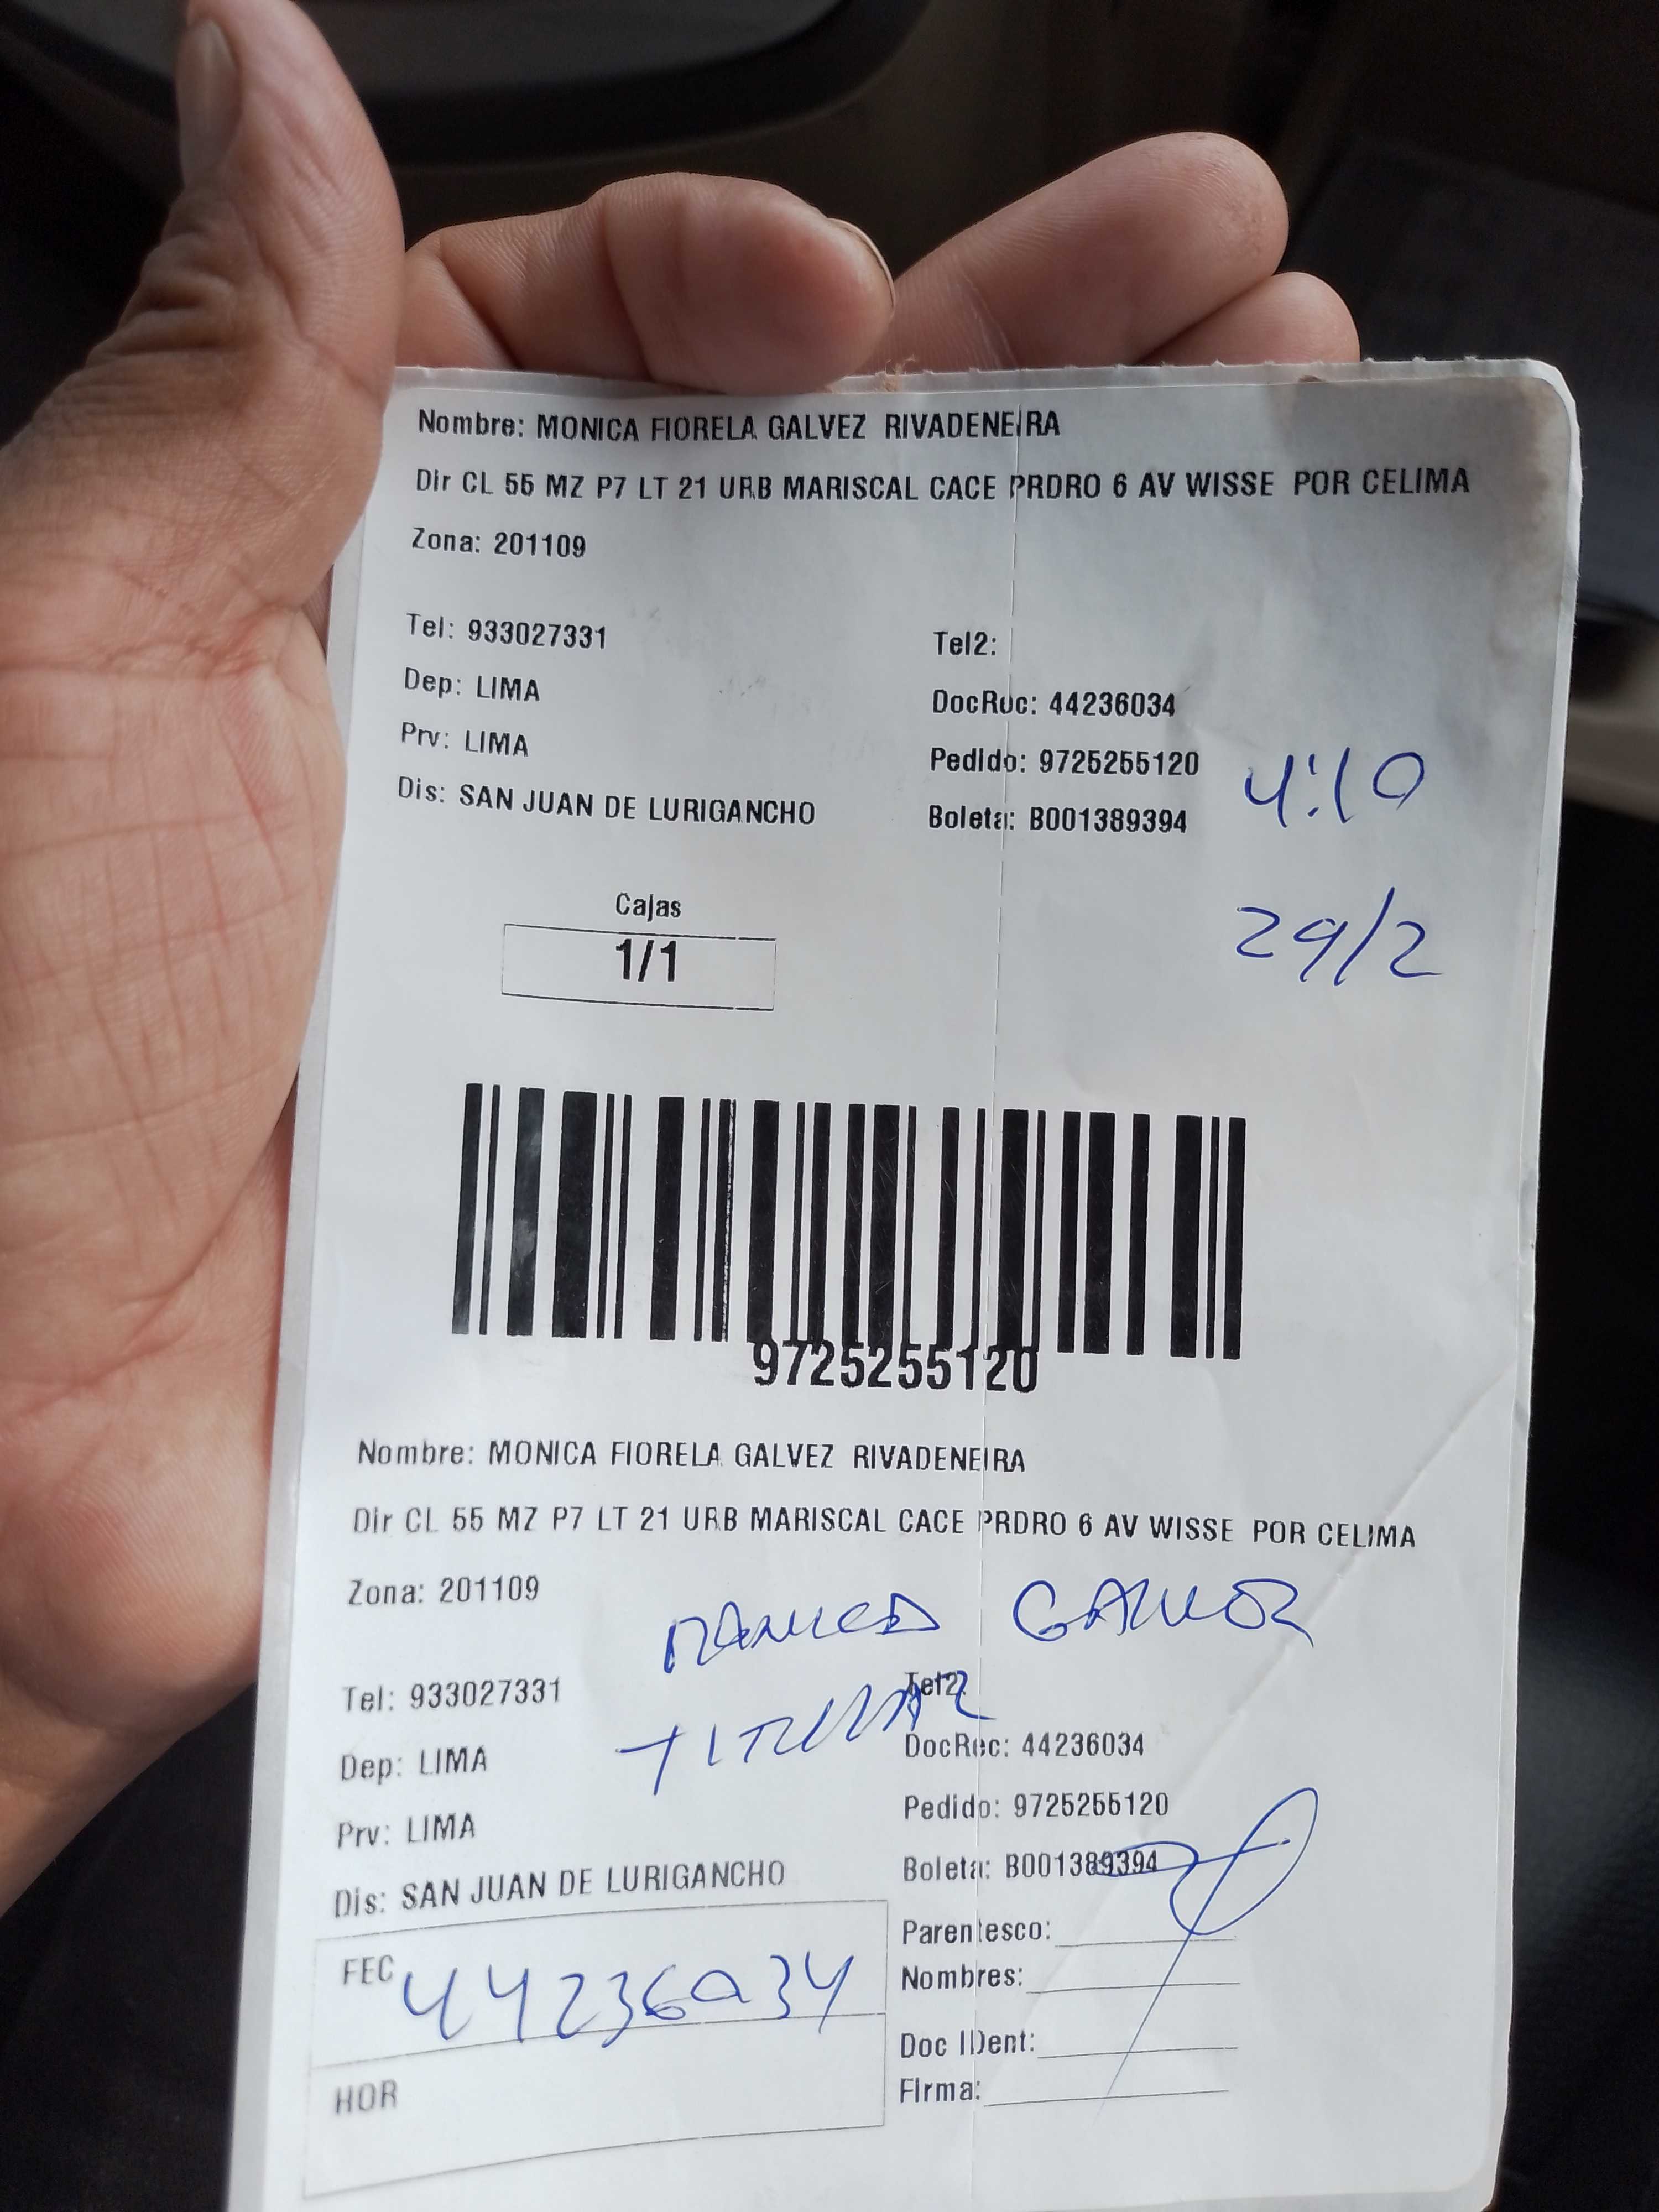 Nombre: MONICA FIORELA GALVEZ RIVADENEIRA
Dir CL 55 MZ P7 LT 21 URB MARISCAL CACE PRDRO 6 AV WISSE POR CELIMA
Zona: 201109
Tel: 933027331 Tel2:
Dep: LIMA DocRec: 44236034
Prv: LIMA Pedido: 9725255120 4:10
Dis: SAN JUAN DE LURIGANCHO Boleta: B001389394
29/2
Cajas
1/1
9725255120
Nombre: MONICA FIORELA GALVEZ RIVADENEIRA
Dir CL 55 MZ P7 LT 21 URB MARISCAL CACE PRDRO 6 AV WISSE POR CELIMA
Zona: 201109
GALVEZ
Tel: 933027331 Tel2:
TITULAR
Dep: LIMA DocRec: 44236034
Prv: LIMA Pedido: 9725255120
Dis: SAN JUAN DE LURIGANCHO Boleta: B001389394
Parentesco:
FEC 44236034 Nombres:
Doc IDent:
HOR Firma: